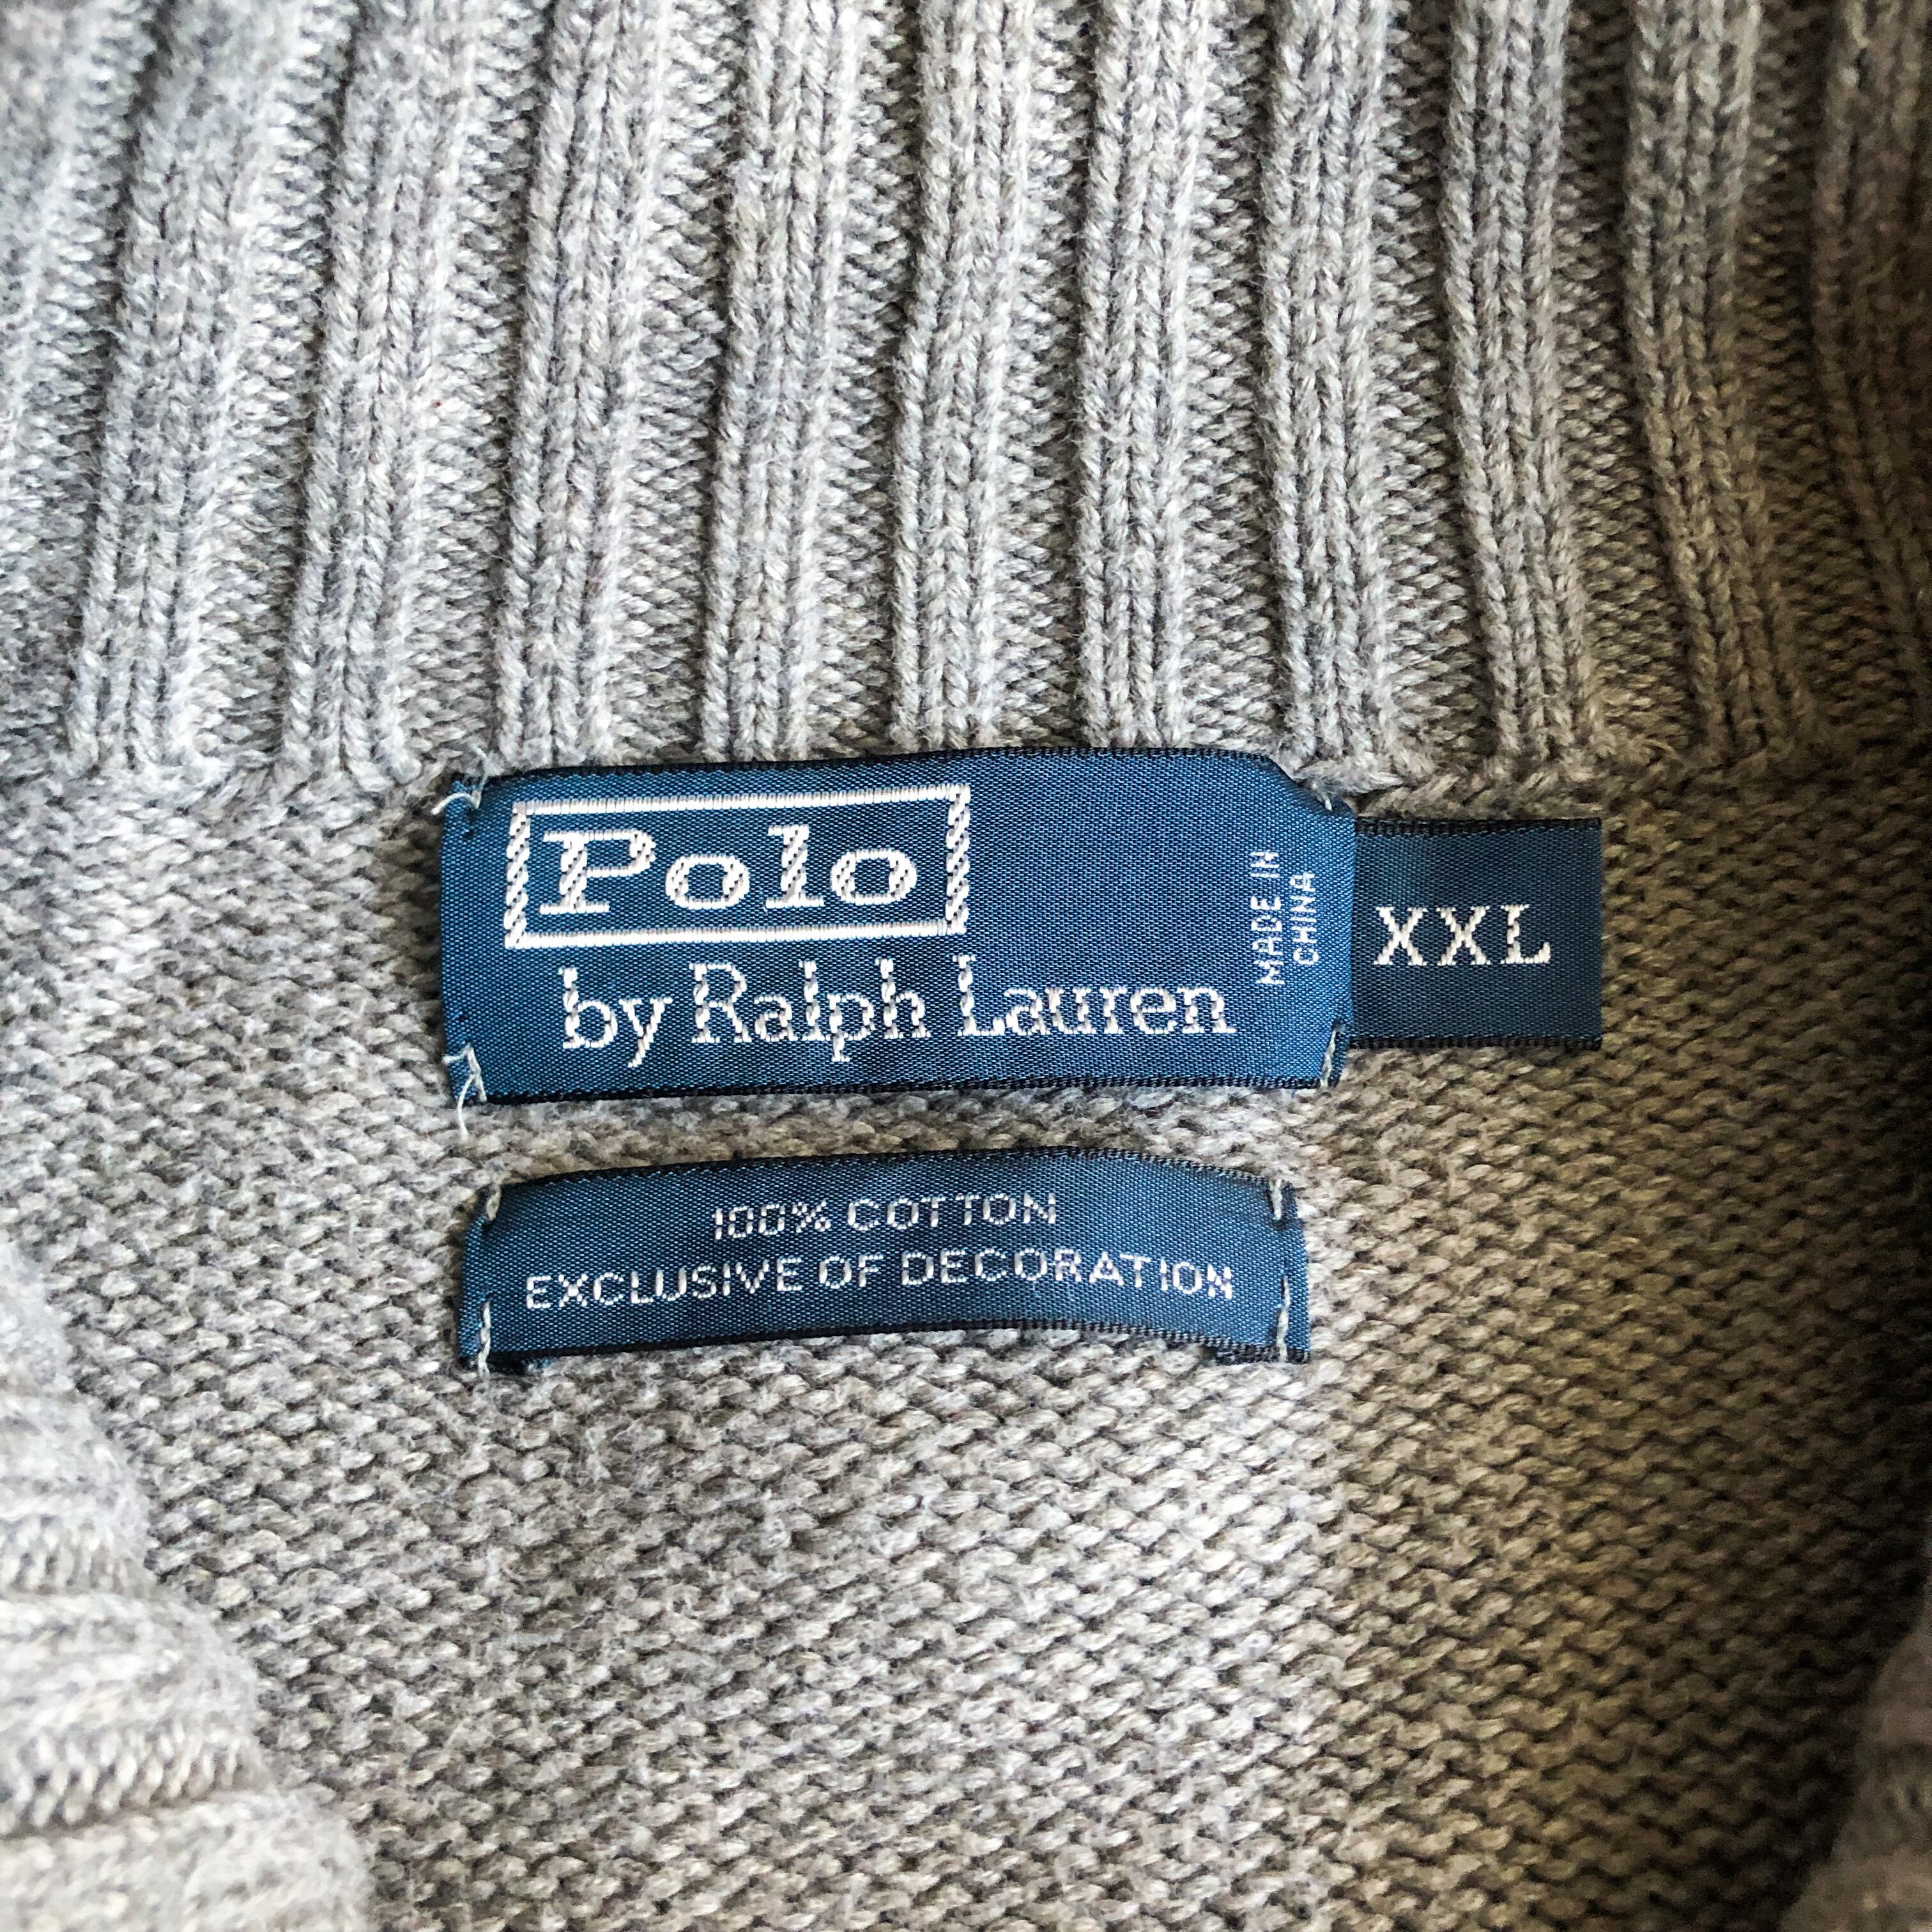 Polo
by Ralph Lauren
MADE IN
CHINA
XXL
100% COTTON
EXCLUSIVE OF DECORATION